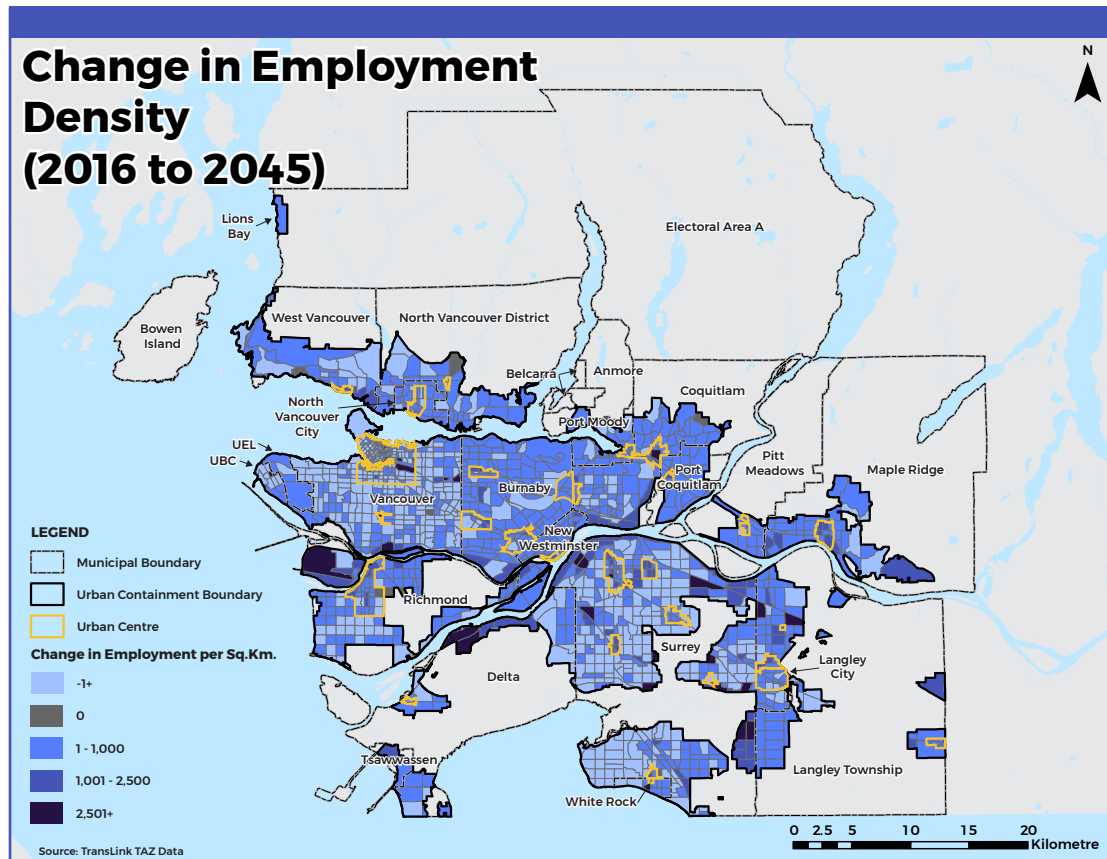 Change in Employment
Density
(2016 to 2045)
N
Lions
Bay
Electoral Area A
Bowen
Island
West Vancouver
North Vancouver District
Belcarra
Anmore
Coquitlam
North
Vancouver
City
Port Moody
UEL
UBC
Pitt
Meadows
Maple Ridge
Port
Coquitlam
Vancouver
Burnaby
New
Westminster
Richmond
Surrey
Langley
City
Delta
Tsawwassen
Langley Township
White Rock
LEGEND
Municipal Boundary
Urban Containment Boundary
Urban Centre
Change in Employment per Sq.Km.
-1+
0
1 - 1,000
1,001 - 2,500
2,501+
Source: TransLink TAZ Data
0 2.5 5 10 15 20
Kilometre